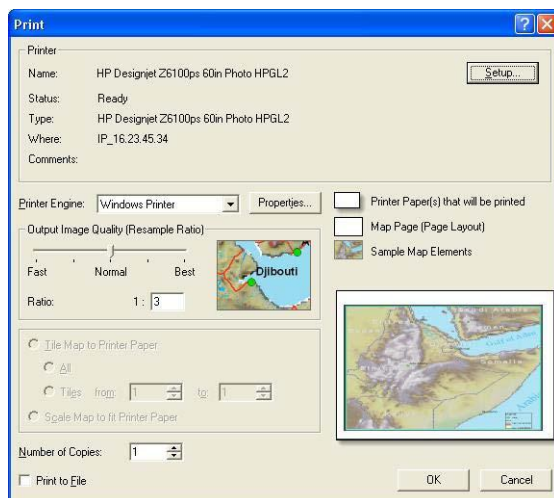 Print
Printer
Name: HP Designjet Z6100ps 60in Photo HPGL2
Setup...
Status: Ready
Type: HP Designjet Z6100ps 60in Photo HPGL2
Where: IP_16.23.45.34
Comments:
Printer Engine: Windows Printer Properties...
Printer Paper(s) that will be printed
Map Page (Page Layout)
Sample Map Elements
Output Image Quality (Resample Ratio)
Fast Normal Best
Djibouti
Ratio: 1 : 3
Tile Map to Printer Paper
All
Tiles from: 1 to: 1
Scale Map to fit Printer Paper
Number of Copies: 1
Print to File
Gulf of Aden
OK Cancel